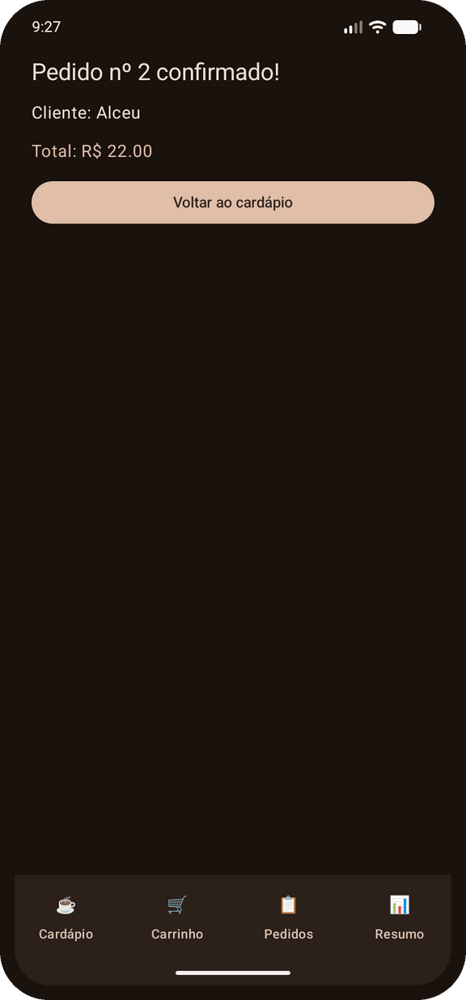 9:27
Pedido nº 2 confirmado!
Cliente: Alceu
Total: R$ 22.00
Voltar ao cardápio
Cardápio
Carrinho
Pedidos
Resumo